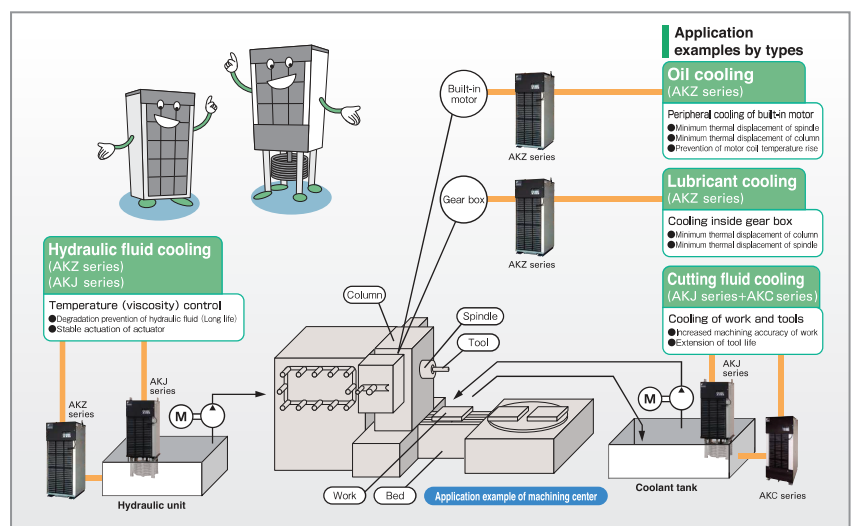 Application
examples by types
Oil cooling
(AKZ series)
Peripheral cooling of built-in motor
●Minimum thermal displacement of spindle
●Minimum thermal displacement of column
●Prevention of motor coil temperature rise
Built-in
motor
AKZ series
Lubricant cooling
(AKZ series)
Cooling inside gear box
●Minimum thermal displacement of column
●Minimum thermal displacement of spindle
Gear box
AKZ series
Hydraulic fluid cooling
(AKZ series)
(AKJ series)
Temperature (viscosity) control
●Degradation prevention of hydraulic fluid (Long life)
●Stable actuation of actuator
Cutting fluid cooling
(AKJ series+AKC series)
Cooling of work and tools
●Increased machining accuracy of work
●Extension of tool life
Column
Spindle
Tool
AKJ
series
AKZ
series
M
Hydraulic unit
Work
Bed
Application example of machining center
AKJ
series
M
Coolant tank
AKC series